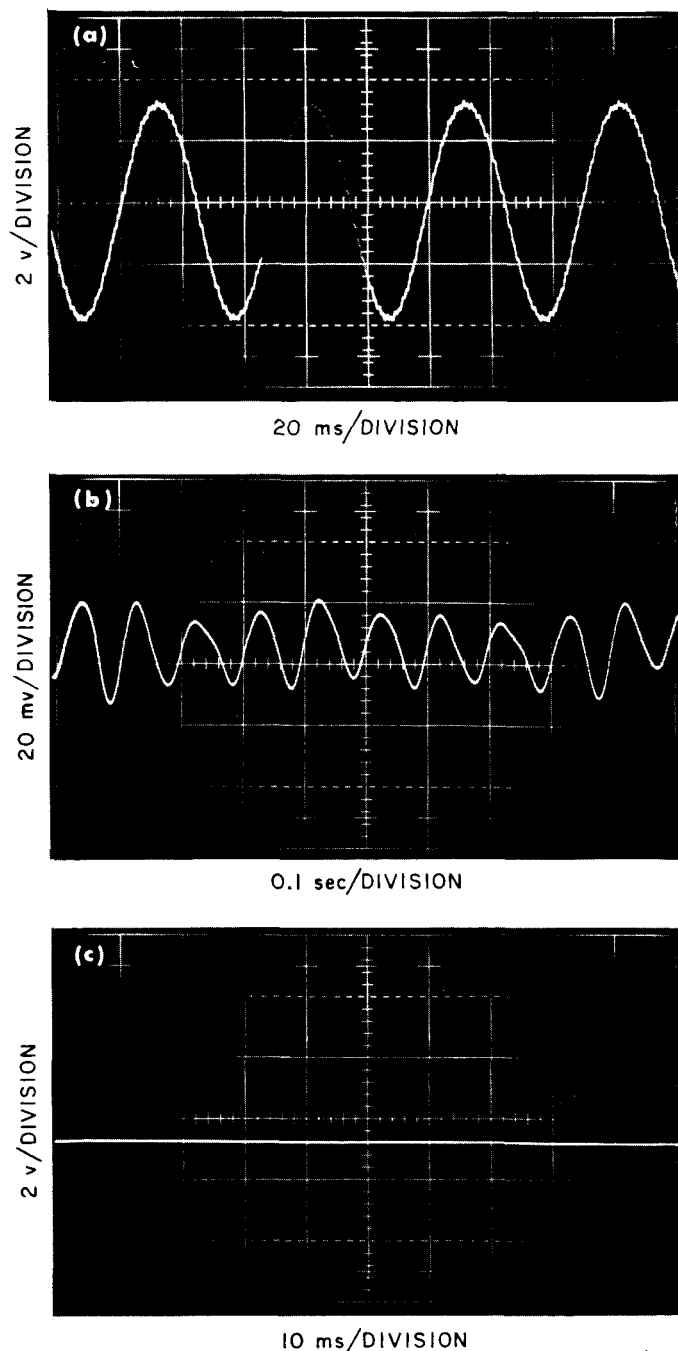 (a)
2 v/DIVISION
20 ms/DIVISION
(b)
20 mv/DIVISION
0.1 sec/DIVISION
(c)
2 v/DIVISION
10 ms/DIVISION